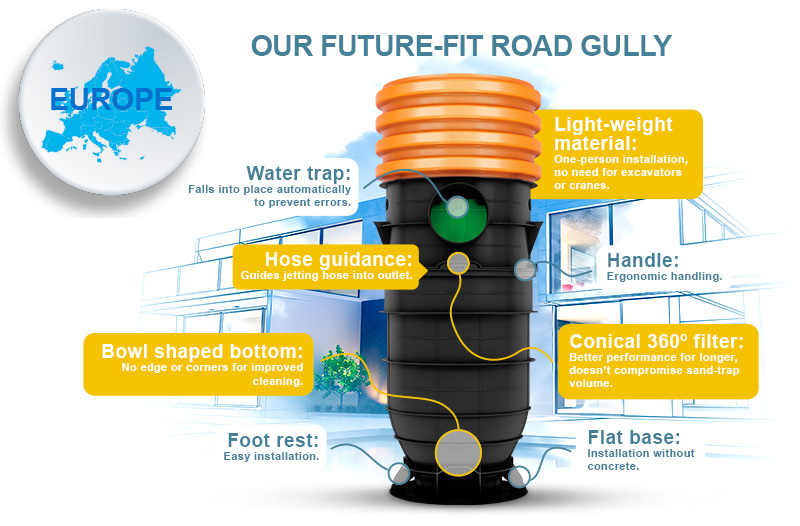 OUR FUTURE-FIT ROAD GULLY
EUROPE
Light-weight
material:
One-person installation,
no need for excavators
or cranes.
Water trap:
Falls into place automatically
to prevent errors.
Hose guidance:
Guides jetting hose into outlet.
Handle:
Ergonomic handling.
Bowl shaped bottom:
No edge or corners for improved
cleaning.
Conical 360º filter:
Better performance for longer,
doesn't compromise sand-trap
volume.
Foot rest:
Easy installation.
Flat base:
Installation without
concrete.